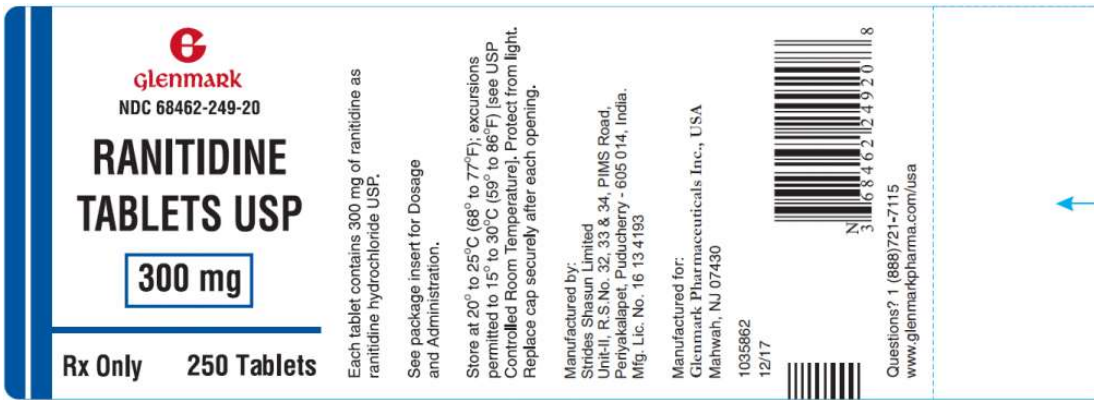 GLENMARK
NDC 68462-249-20
RANITIDINE
TABLETS USP
300 mg
Rx Only 250 Tablets
Each tablet contains 300 mg of ranitidine as
ranitidine hydrochloride USP.
See package insert for Dosage
and Administration.
Store at 20° to 25°C (68° to 77°F); excursions
permitted to 15° to 30°C (59° to 86°F) [see USP
Controlled Room Temperature]. Protect from light.
Replace cap securely after each opening.
Manufactured by:
Strides Shasun Limited
Unit-II, R.S.No. 32, 33 & 34, PIMS Road,
Periyakalapet, Puducherry - 605 014, India.
Mfg. Lic. No. 16 13 4193
Manufactured for:
Glenmark Pharmaceuticals Inc., USA
Mahwah, NJ 07430
1035862
12/17
N
3 68462 24920 8
Questions? 1 (888)721-7115
www.glenmarkpharma.com/usa